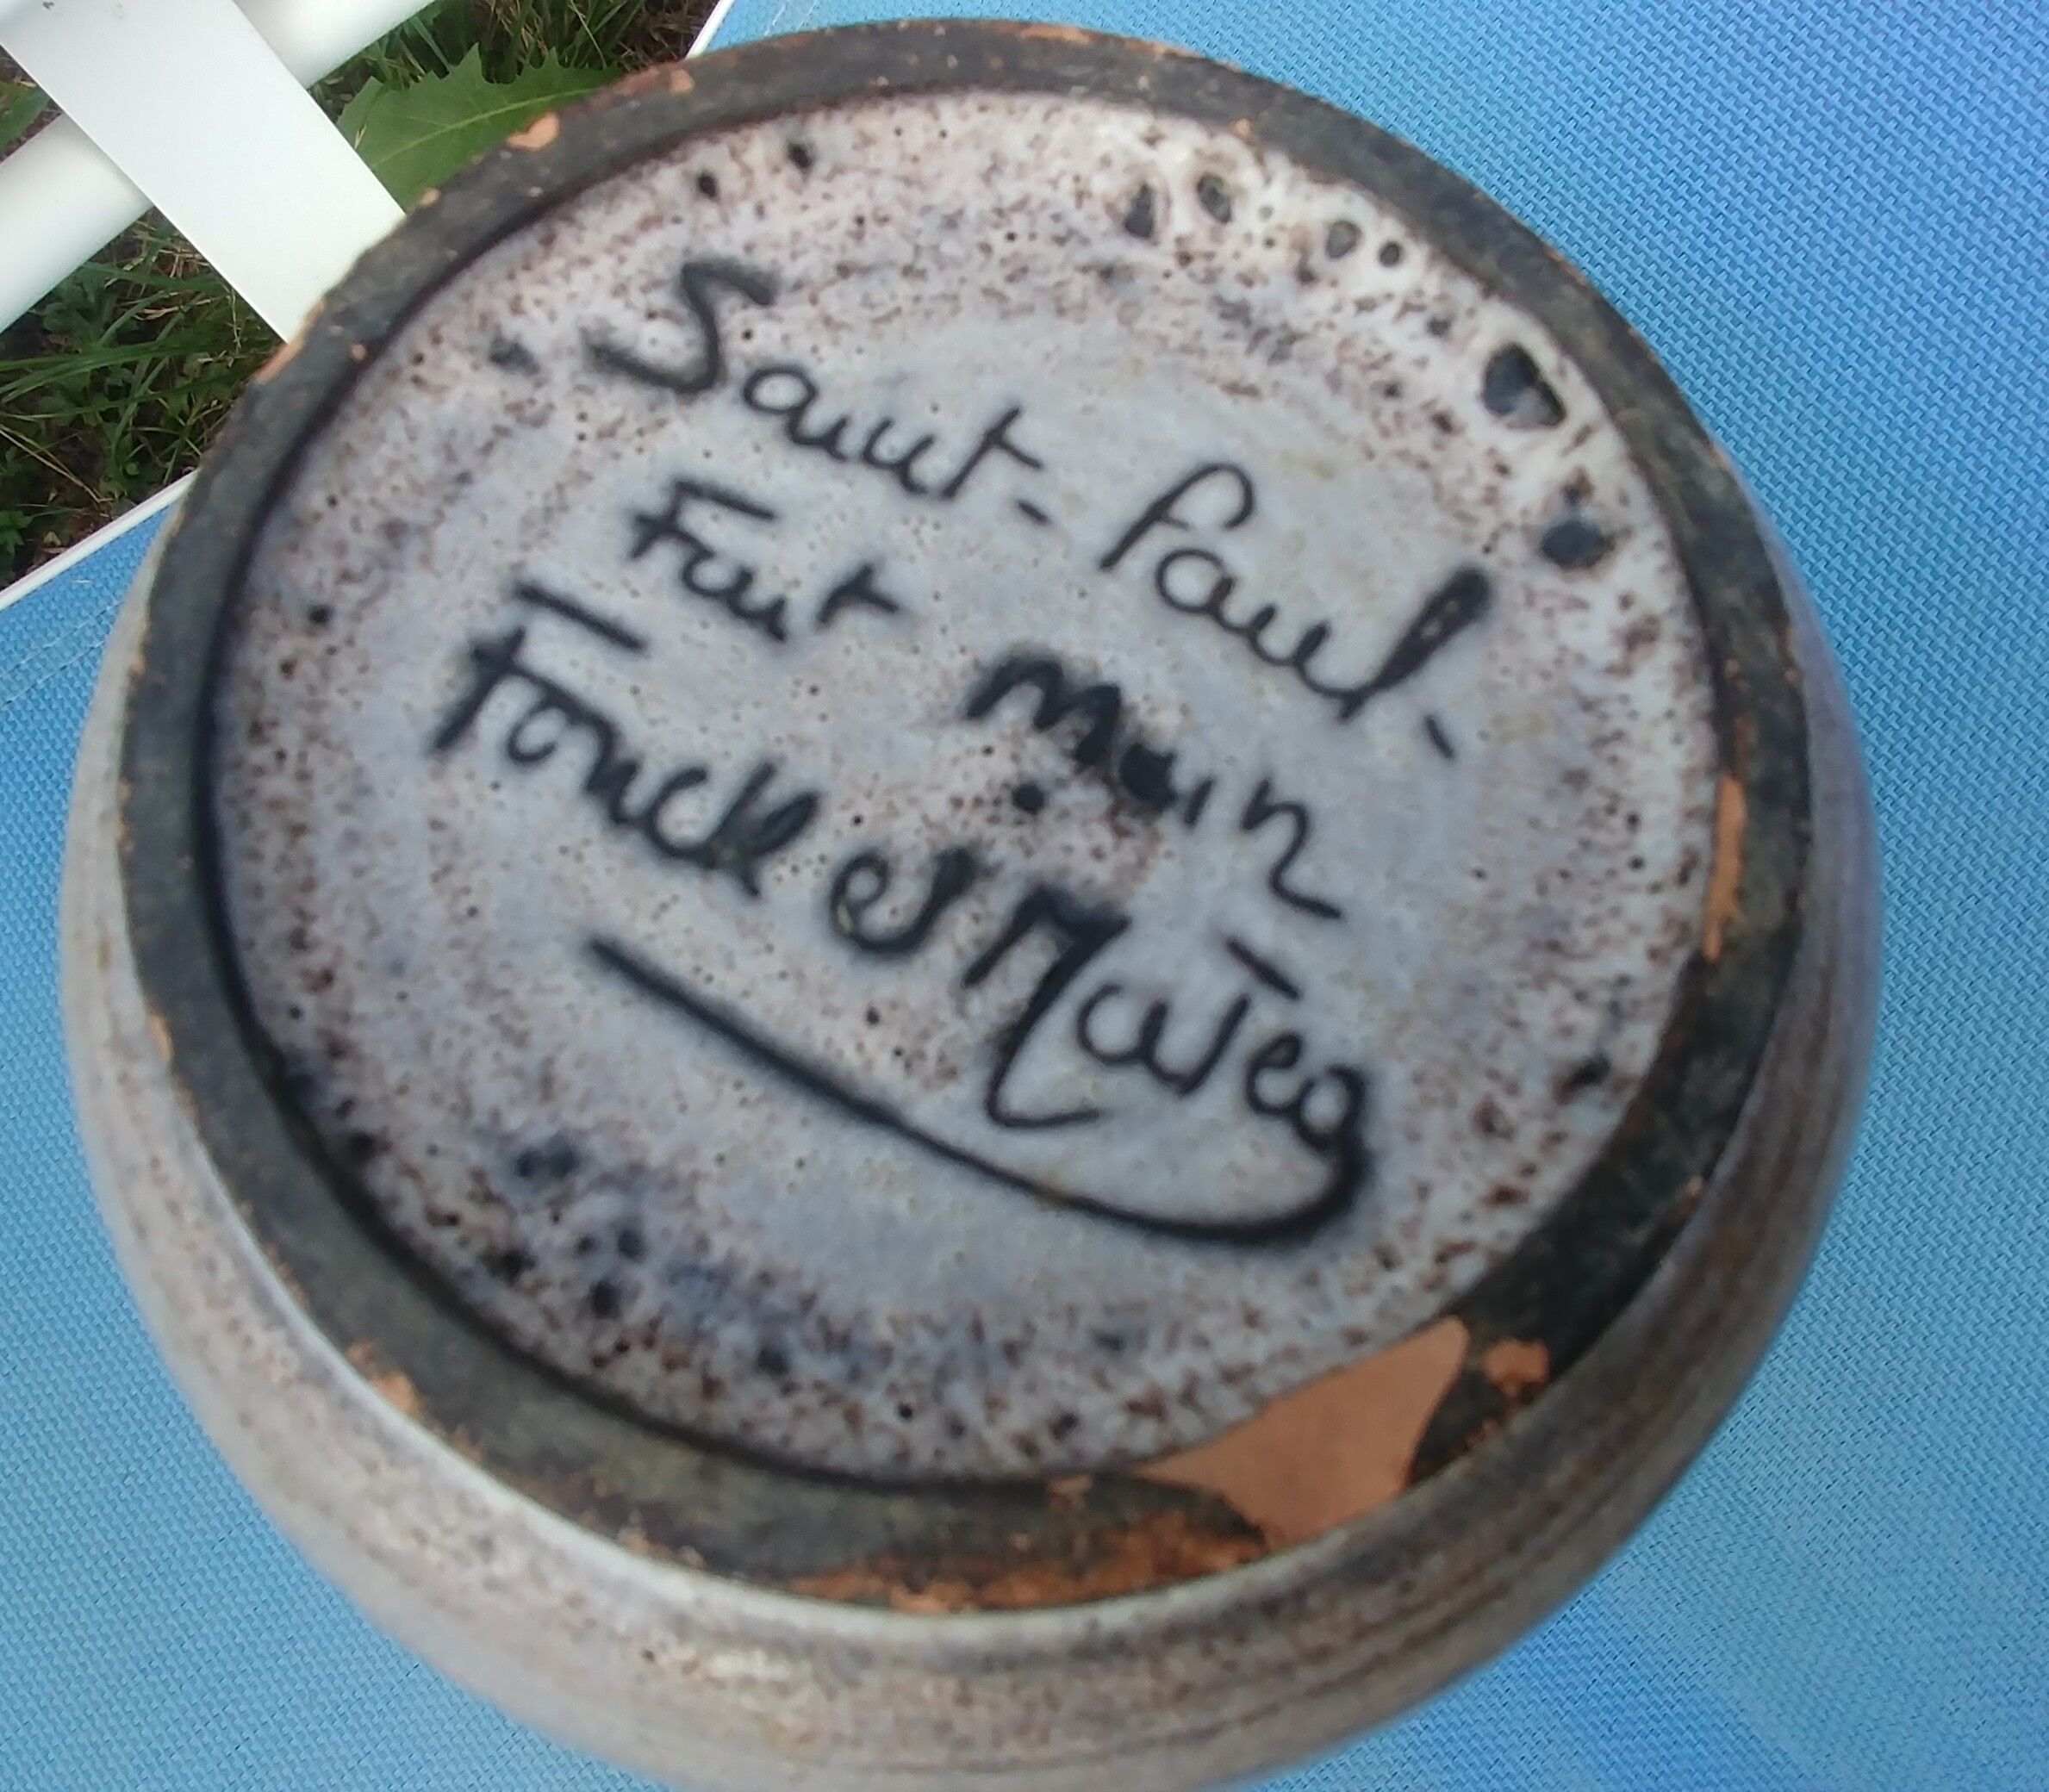 Saint-Paul-
Fait main
Fonck et Mateo